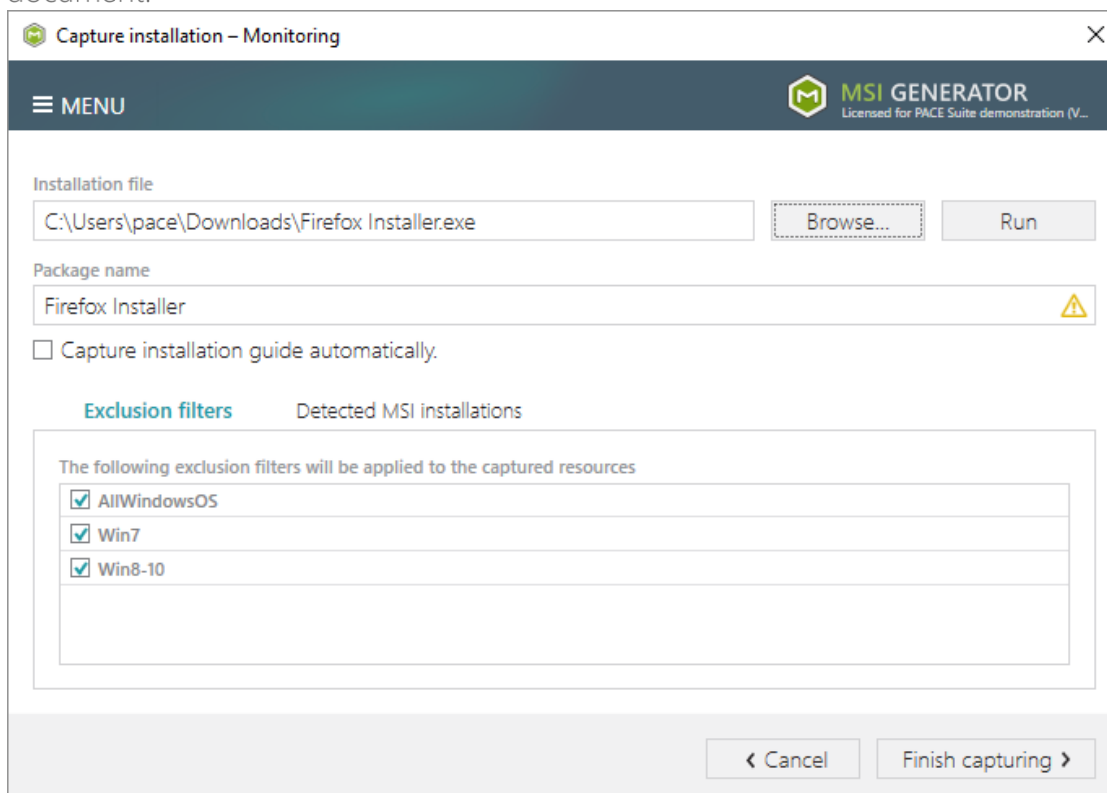 document.
Capture installation – Monitoring
MENU
MSI GENERATOR
Licensed for PACE Suite demonstration (V...
Installation file
C:\Users\pace\Downloads\Firefox Installer.exe
Browse...
Run
Package name
Firefox Installer
Capture installation guide automatically.
Exclusion filters
Detected MSI installations
The following exclusion filters will be applied to the captured resources
AllWindowsOS
Win7
Win8-10
Cancel
Finish capturing